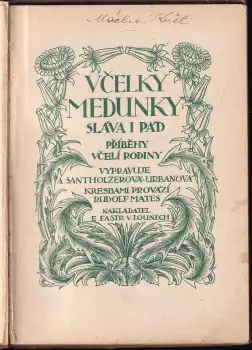 VČELKY
MEDUNKY
SLÁVA I PÁD
PŘÍBĚHY
VČELÍ RODINY
VYPRAVUJE
A. SANTHOLZEROVÁ-URBANOVÁ
KRESBAMI PROVÁZÍ
RUDOLF MATES
NAKLADATEL
E. FASTR V LOUNECH